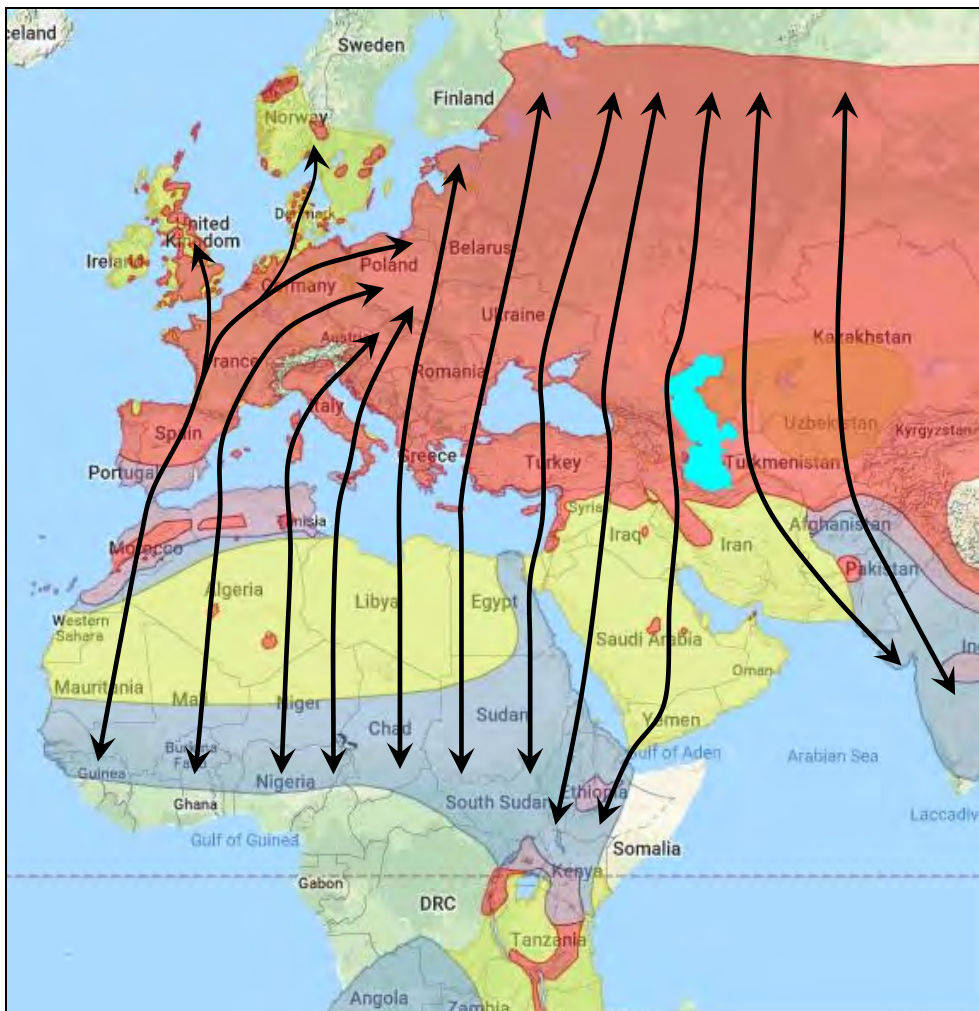 celand
Sweden
Finland
Norway
Denmark
United
Kingdom
Ireland
Belarus
Poland
Germany
Ukraine
Austria
France
Kazakhstan
Romania
Italy
Uzbekistan
Kyrgyzstan
Spain
Greece
Turkey
Turkmenistan
Portugal
Syria
Tunisia
Afghanistan
Morocco
Iraq
Iran
Pakistan
Algeria
Libya
Egypt
Western
Sahara
Saudi Arabia
Ind
Oman
Mauritania
Mali
Niger
Chad
Sudan
Yemen
Gulf of Aden
Arabian Sea
Burkina
Faso
Guinea
Nigeria
Ethiopia
Ghana
South Sudan
Laccadiv
Gulf of Guinea
Somalia
Kenya
Gabon
DRC
Tanzania
Angola
Zambia